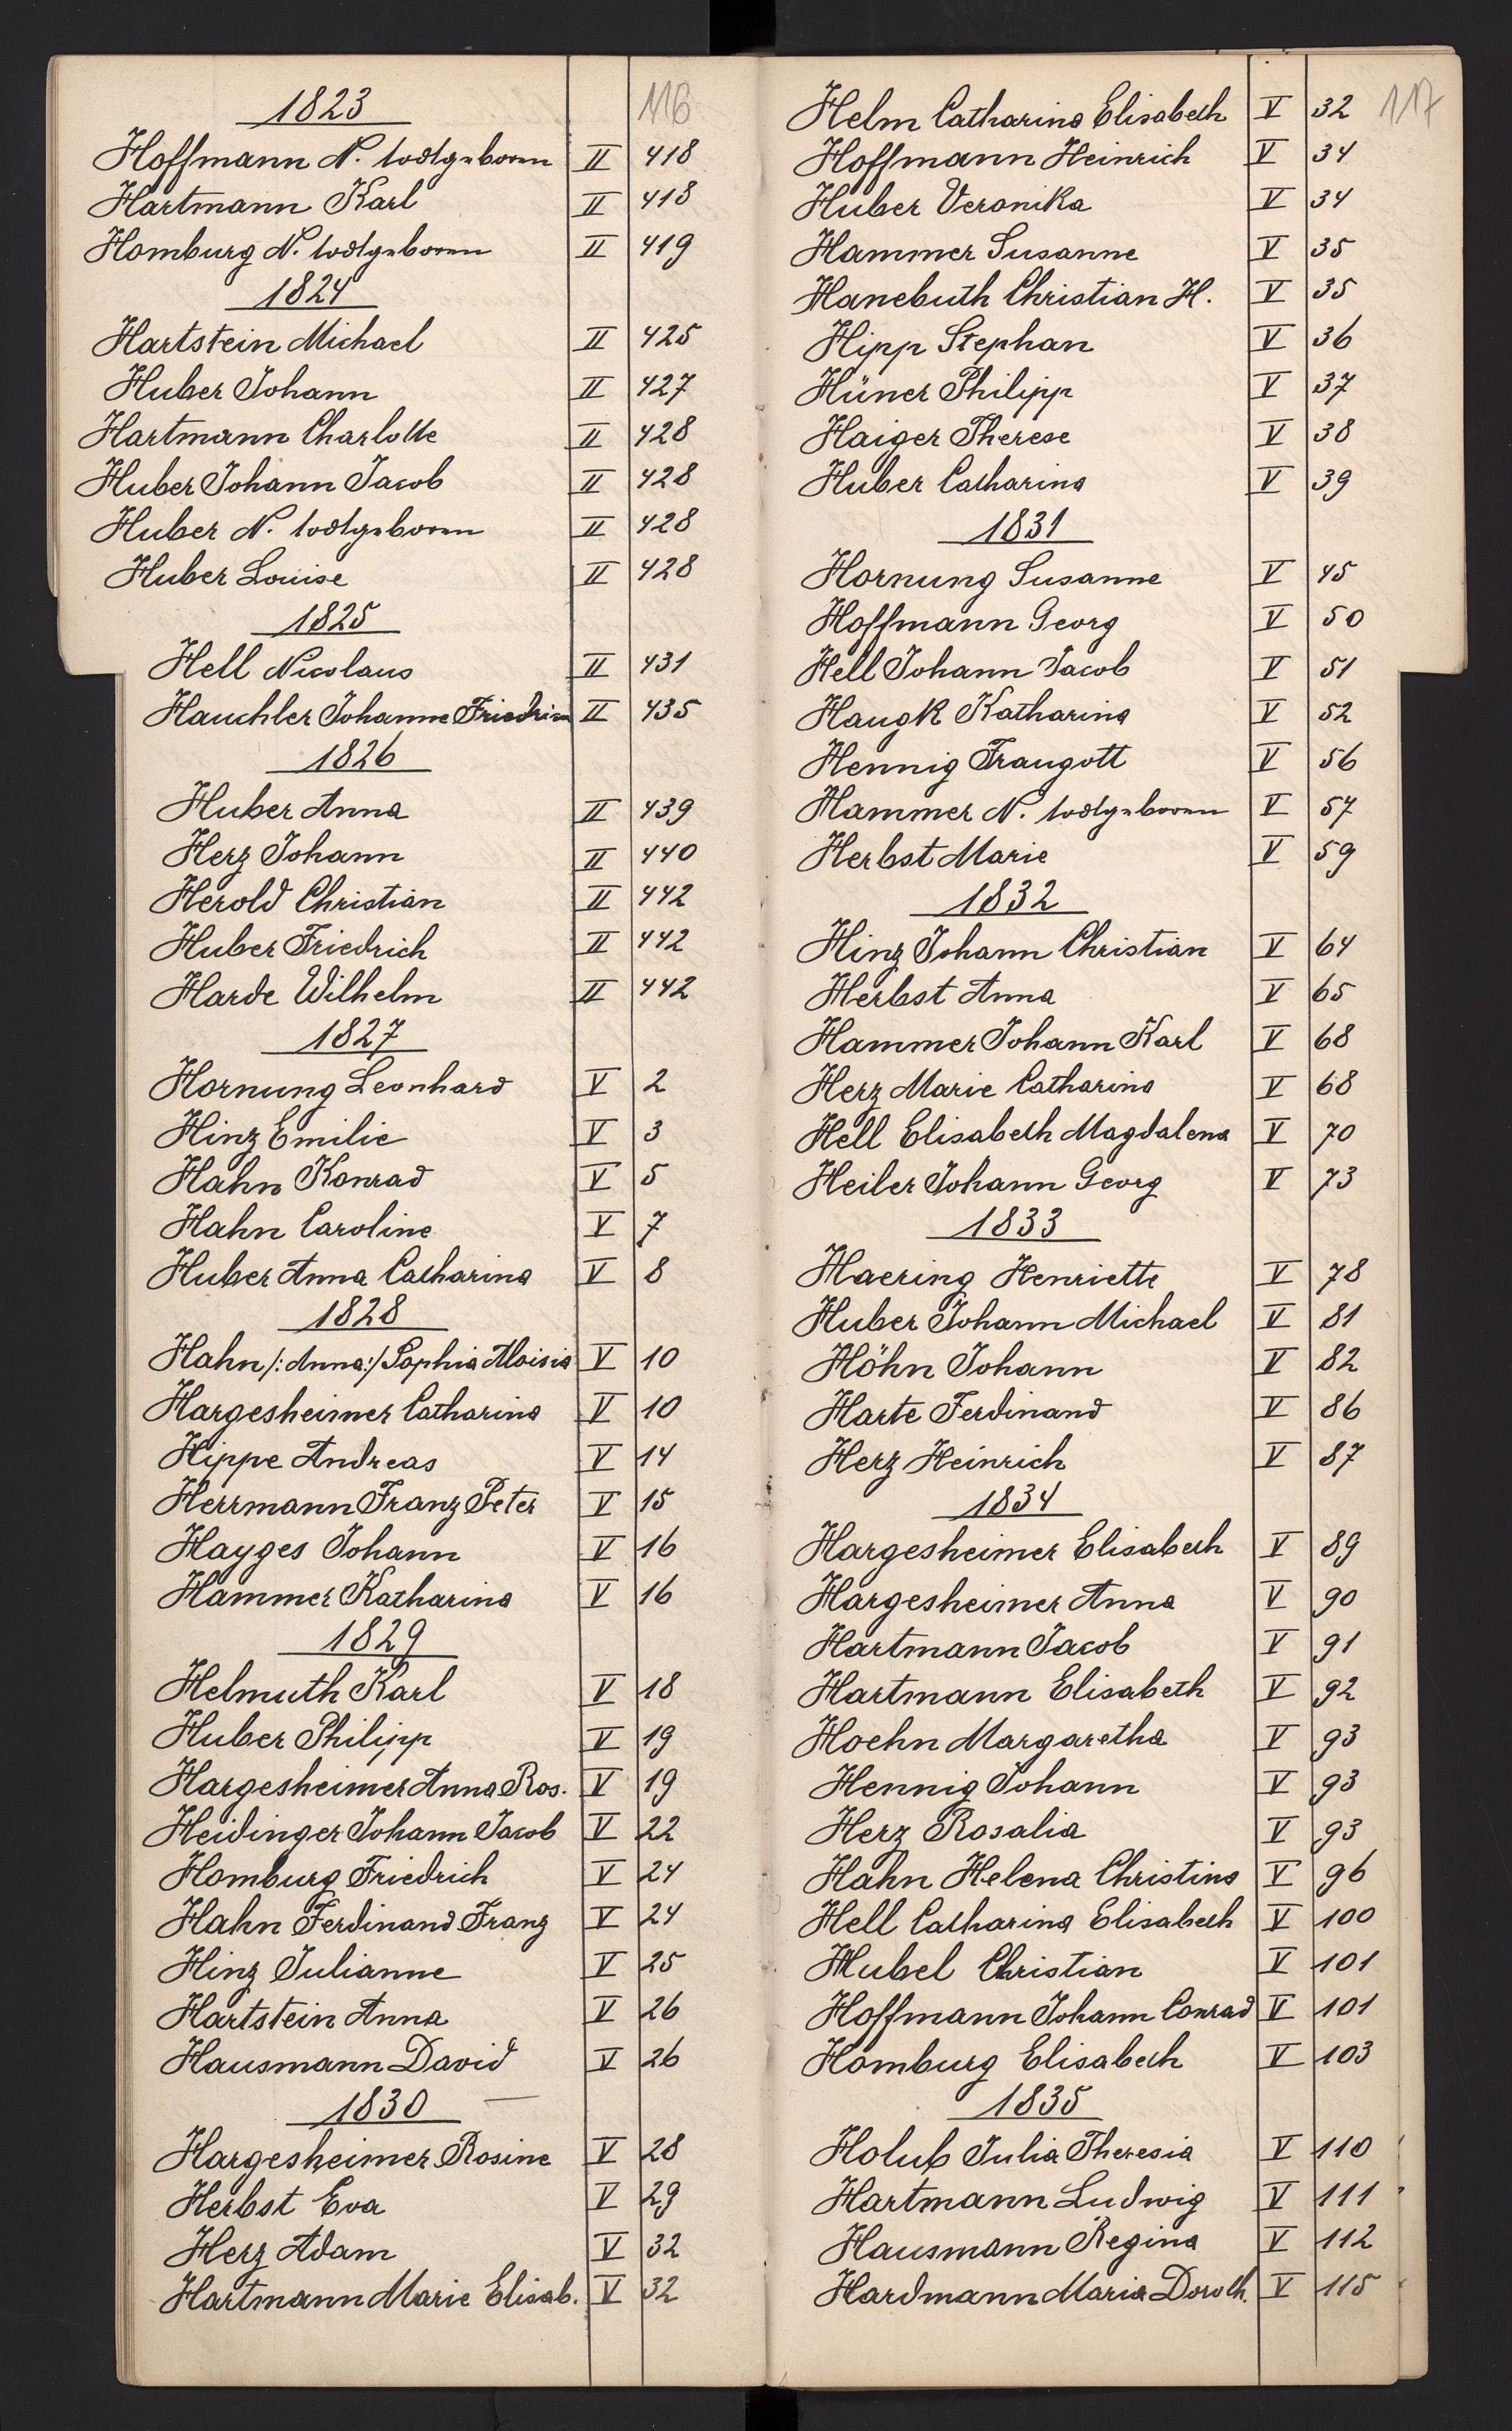 116
1823
Hoffmann N. todtgeboren II 418
Hartmann Karl II 418
Homburg N. todtgeboren II 419
1824
Hartstein Michael II 425
Huber Johann II 427
Hartmann Charlotte II 428
Huber Johann Jacob II 428
Huber N. todtgeboren II 428
Huber Louise II 428
1825
Hell Nicolaus II 431
Hauchler Johanne II 435
1826
Huber Anna II 439
Herz Johann II 440
Herold Christian II 442
Huber Friedrich II 442
Harde Wilhelm II 442
1827
Hornung Leonhard V 2
Hinz Emilie V 3
Hahn Konrad V 5
Hahn Caroline V 7
Huber Anna Catharina V 8
1828
Hahn /: Anna :/ Sophia Aloisia V 10
Hargesheimer Catharina V 10
Hippe Andreas V 14
Herrmann Franz Peter V 15
Hayges Johann V 16
Hammer Katharina V 16
1829
Helmuth Karl V 18
Huber Philipp V 19
Hargesheimer Anna Ros. V 19
Heidinger Johann Jacob V 22
Homburg Friedrich V 24
Hahn Ferdinand Franz V 24
Hinz Julianne V 25
Hartstein Anna V 26
Hausmann David V 26
1830
Hargesheimer Rosine V 28
Herbst Eva V 29
Herz Adam V 32
Hartmann Marie Elisab. V 32
117
Helm Catharina Elisabeth V 32
Hoffmann Heinrich V 34
Huber Veronika V 34
Hammer Susanne V 35
Hanebuth Christian H. V 35
Hipp Stephan V 36
Hüner Philipp V 37
Haiger Therese V 38
Huber Catharina V 39
1831
Hornung Susanne V 45
Hoffmann Georg V 50
Hell Johann Jacob V 51
Haugk Katharina V 52
Hennig Traugott V 56
Hammer N. todtgeboren V 57
Herbst Marie V 59
1832
Hinz Johann Christian V 64
Herbst Anna V 65
Hammer Johann Karl V 68
Herz Marie Catharina V 68
Hell Elisabeth Magdalena V 70
Heiler Johann Georg V 73
1833
Haering Henriette V 78
Huber Johann Michael V 81
Höhn Johann V 82
Harte Ferdinand V 86
Herz Heinrich V 87
1834
Hargesheimer Elisabeth V 89
Hargesheimer Anna V 90
Hartmann Jacob V 91
Hartmann Elisabeth V 92
Hoehn Margaretha V 93
Hennig Johann V 93
Herz Rosalia V 93
Hahn Helena Christina V 96
Hell Catharina Elisabeth V 100
Hubel Christian V 101
Hoffmann Johann Conrad V 101
Homburg Elisabeth V 103
1835
Holub Julia Theresia V 110
Hartmann Ludwig V 111
Hausmann Regina V 112
Hardmann Maria Doroth. V 115